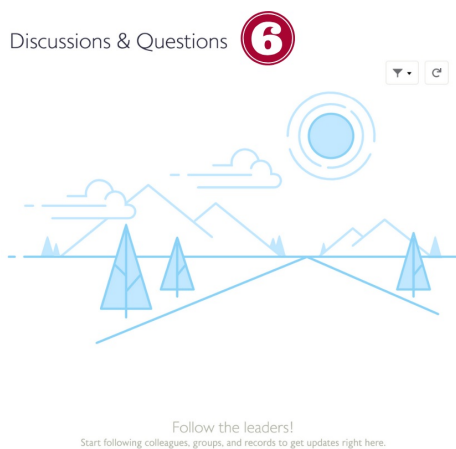 Discussions & Questions 6
Follow the leaders!
Start following colleagues, groups, and records to get updates right here.